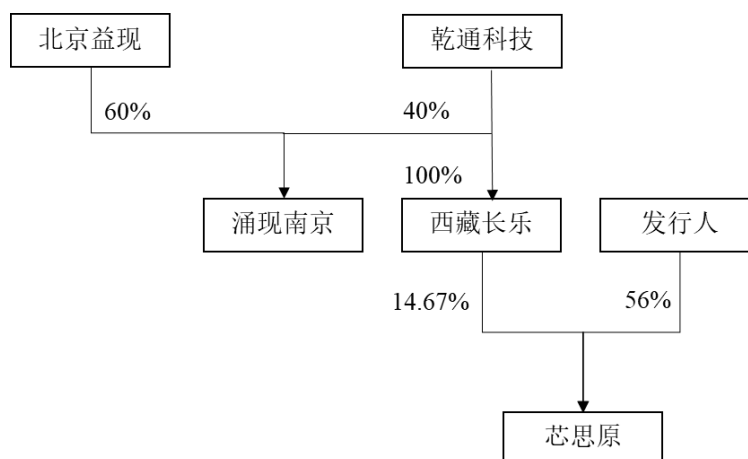 北京益现
乾通科技
60%
40%
100%
涌现南京
西藏长乐
发行人
14.67%
56%
芯思原